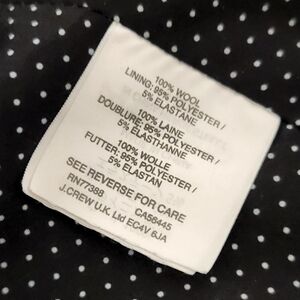 100% WOOL
LINING: 95% POLYESTER /
5% ELASTANE
100% LAINE
DOUBLURE: 95% POLYESTER /
5% ELASTHANNE
100% WOLLE
FUTTER: 95% POLYESTER /
5% ELASTAN
SEE REVERSE FOR CARE
RN77388 CA58445
J.CREW U.K. Ltd EC4V 6JA